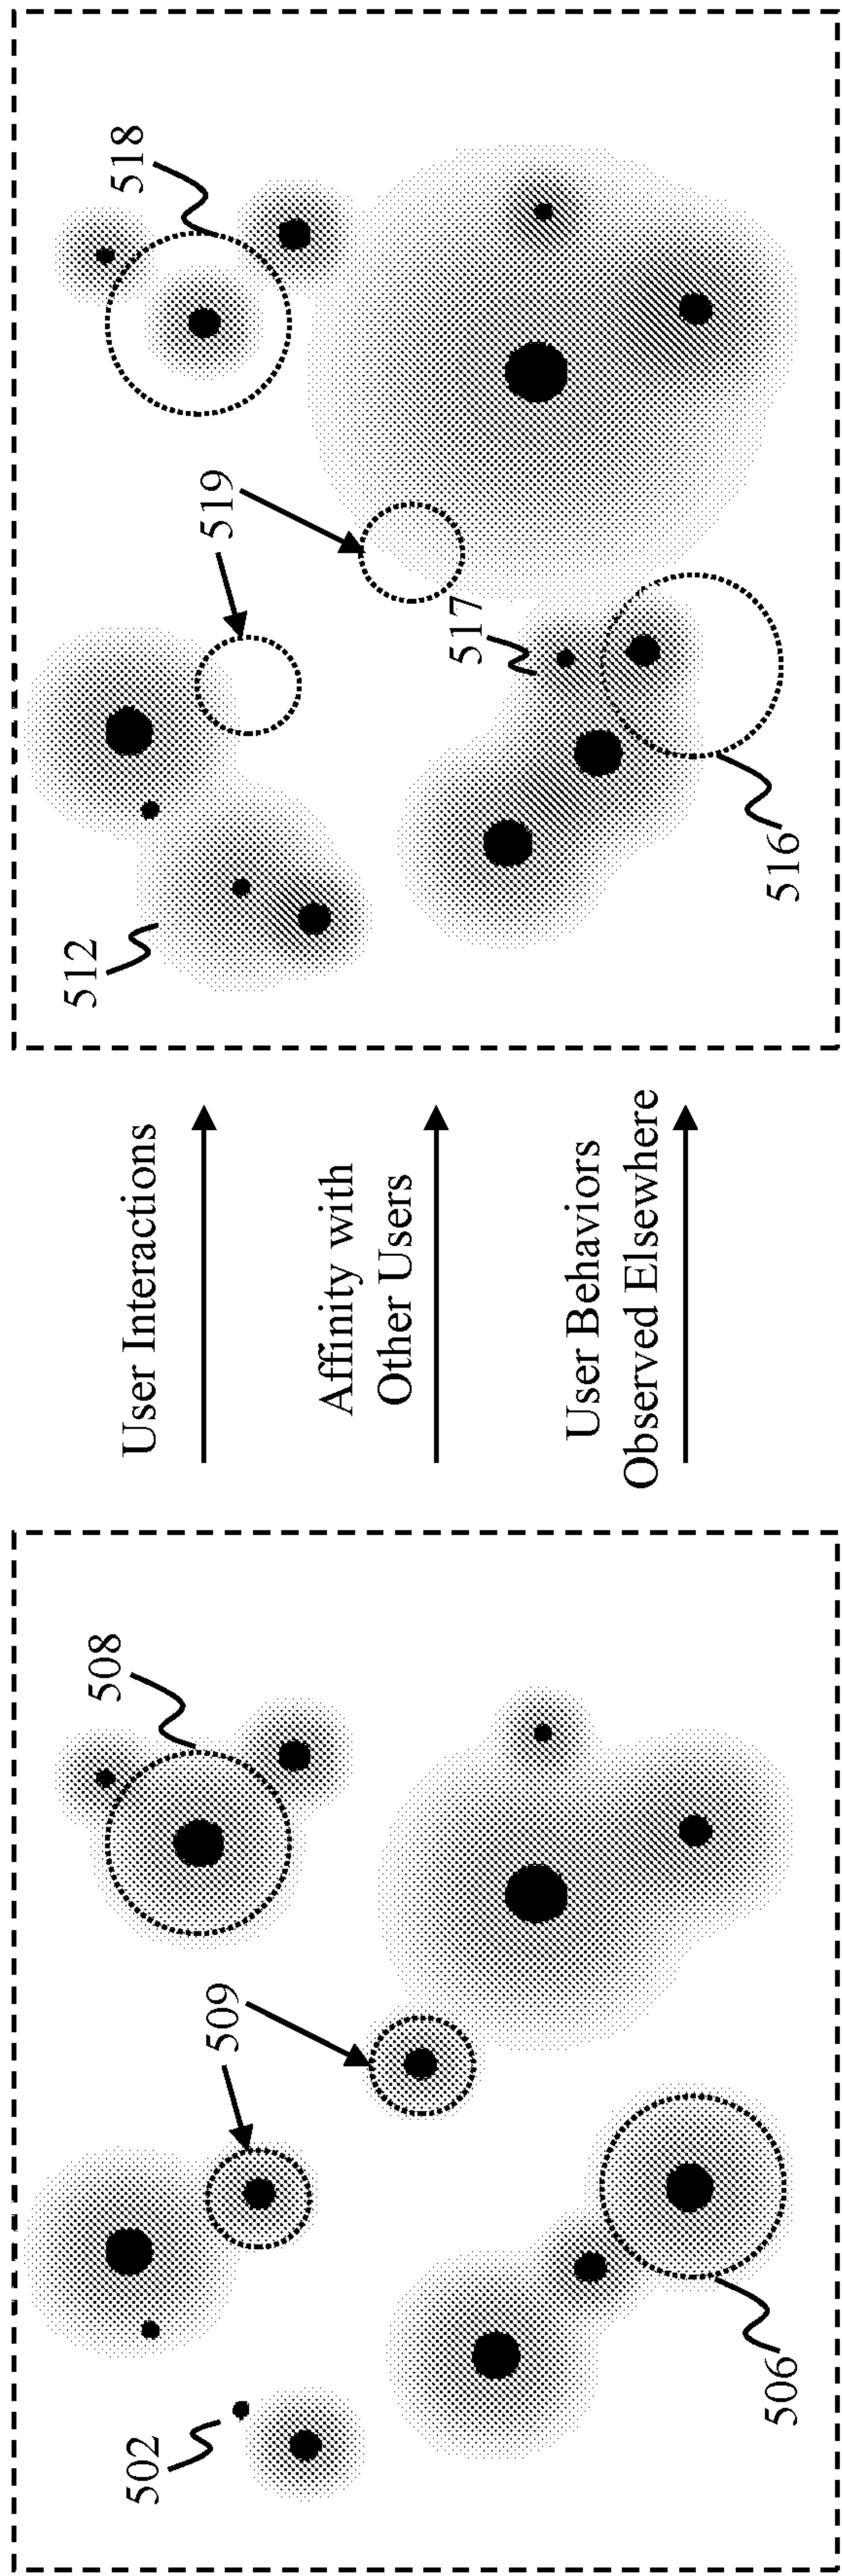 502
506
508
509
User Interactions
Affinity with
Other Users
User Behaviors
Observed Elsewhere
512
516
517
518
519